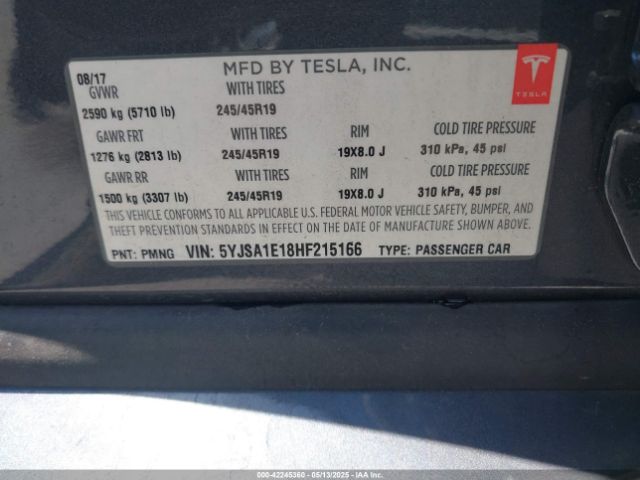 08/17 MFD BY TESLA, INC.
GVWR WITH TIRES
2590 kg (5710 lb) 245/45R19
GAWR FRT WITH TIRES RIM COLD TIRE PRESSURE
1276 kg (2813 lb) 245/45R19 19X8.0 J 310 kPa, 45 psi
GAWR RR WITH TIRES RIM COLD TIRE PRESSURE
1500 kg (3307 lb) 245/45R19 19X8.0 J 310 kPa, 45 psi
THIS VEHICLE CONFORMS TO ALL U.S. FEDERAL MOTOR VEHICLE SAFETY, BUMPER, AND
THEFT PREVENTION STANDARDS IN EFFECT ON THE DATE OF MANUFACTURE SHOWN ABOVE.
PNT: PMNG VIN: 5YJSA1E18HF215166 TYPE: PASSENGER CAR
TESLA
000-42245360 - 05/13/2025 - IAAI.com